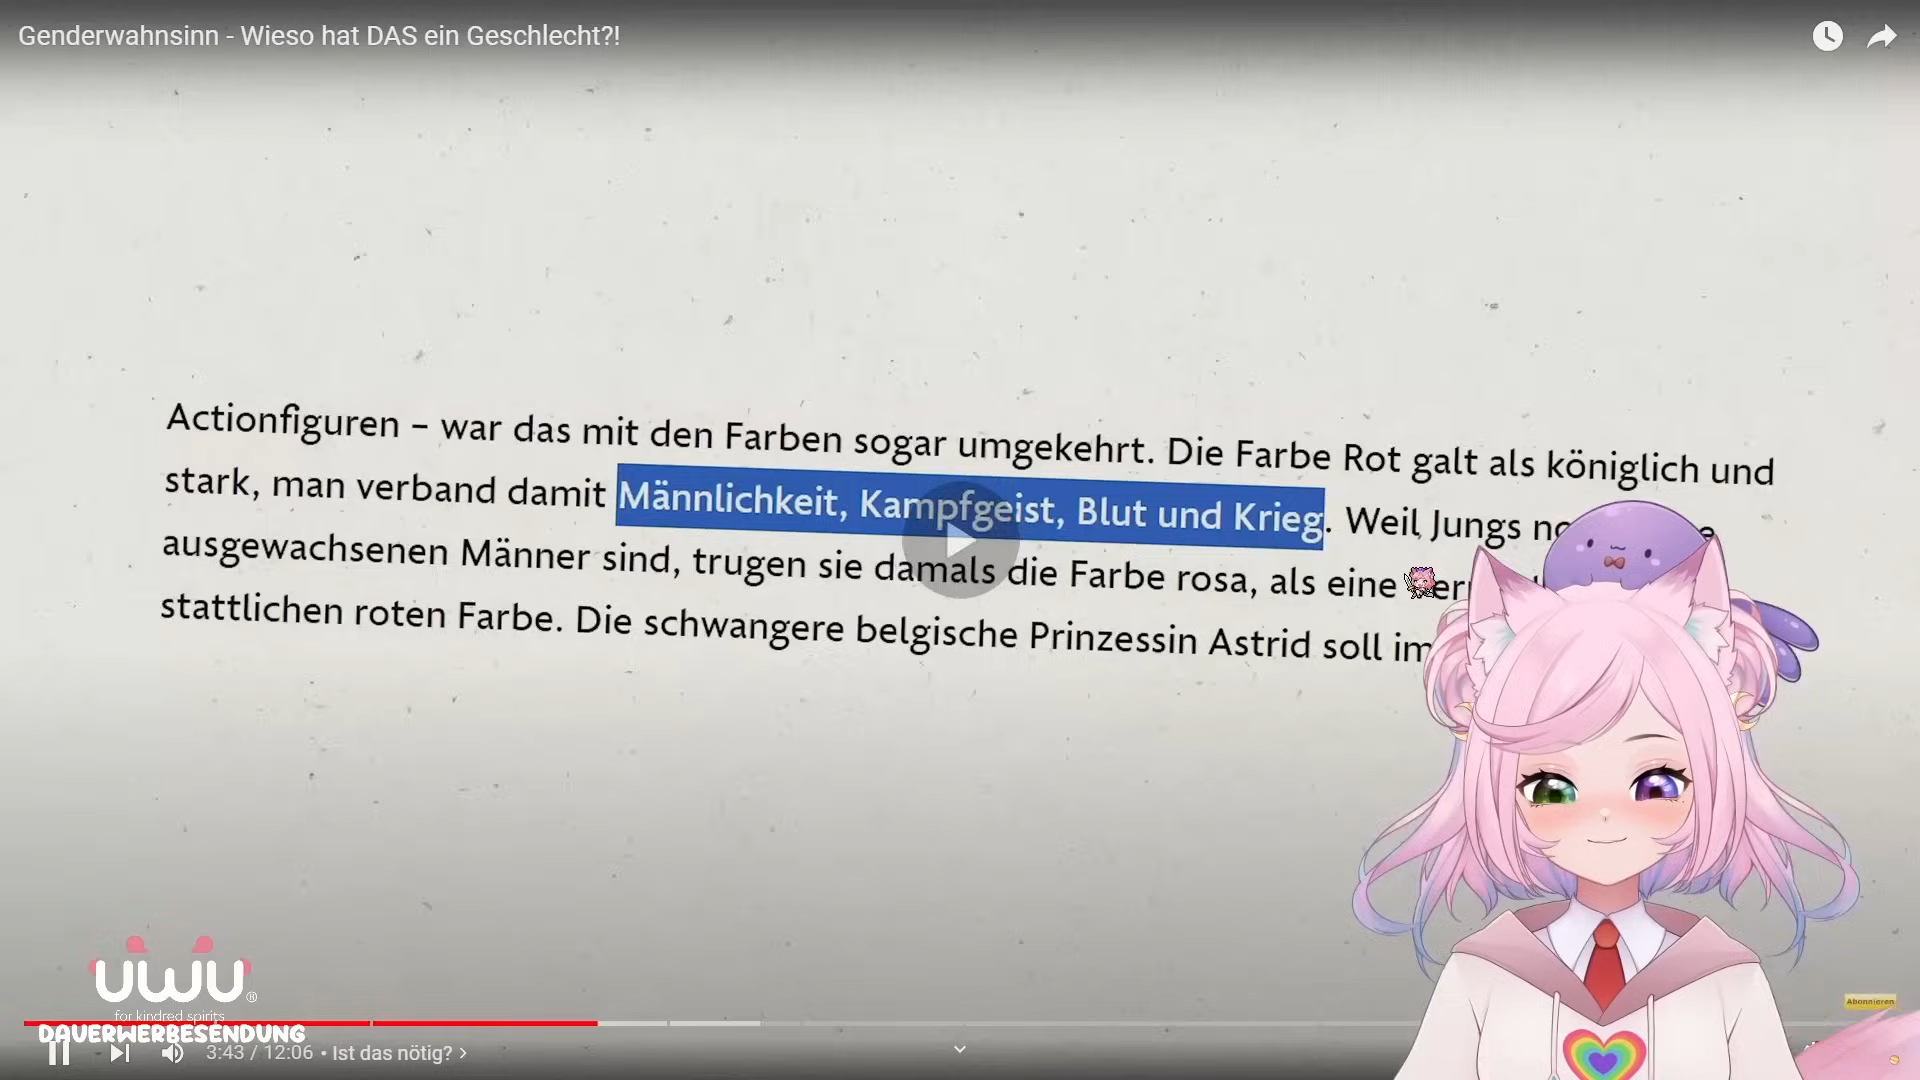 Genderwahnsinn - Wieso hat DAS ein Geschlecht?!
Actionfiguren – war das mit den Farben sogar umgekehrt. Die Farbe Rot galt als königlich und
stark, man verband damit Männlichkeit, Kampfgeist, Blut und Krieg. Weil Jungs
ausgewachsenen Männer sind, trugen sie damals die Farbe rosa, als eine
stattlichen roten Farbe. Die schwangere belgische Prinzessin Astrid soll im
UWU®
for kindred spirits
DAUERWERBESENDUNG
Abonnieren
3:43 / 12:06 • Ist das nötig? >